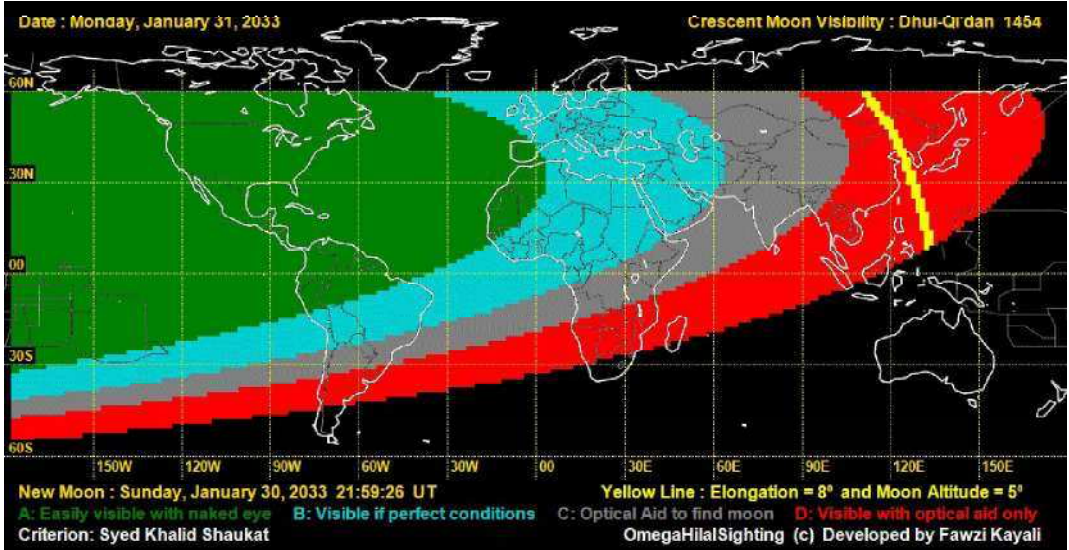 Date : Monday, January 31, 2033
Crescent Moon Visibility : Dhul-Qi'dah 1454
60N
30N
00
30S
60S
150W 120W 90W 60W 30W 00 30E 60E 90E 120E 150E
New Moon : Sunday, January 30, 2033 21:59:26 UT
Yellow Line : Elongation = 8° and Moon Altitude = 5°
A: Easily visible with naked eye
B: Visible if perfect conditions
C: Optical Aid to find moon
D: Visible with optical aid only
Criterion: Syed Khalid Shaukat
OmegaHilalSighting (c) Developed by Fawzi Kayali